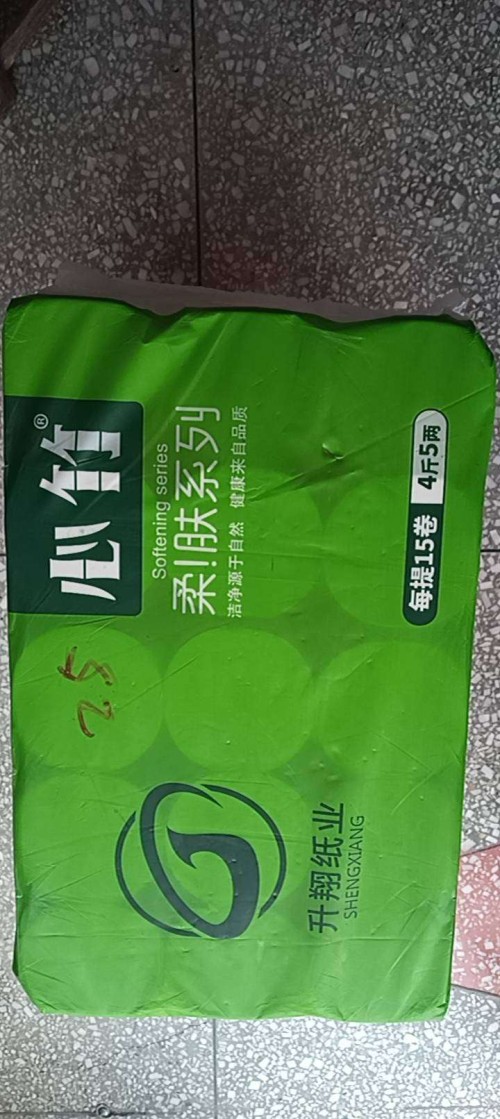 心竹®
Softening series
柔!肤系列
洁净源于自然 健康来自品质
每提15卷 4斤5两
25
升翔纸业
SHENGXIANG